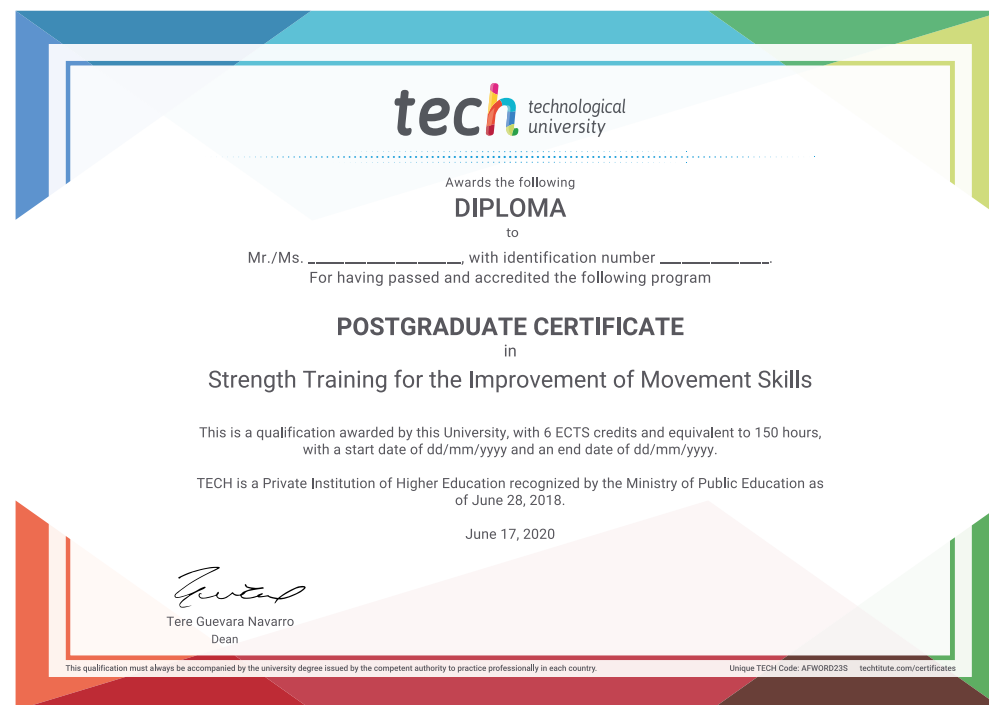 tech technological
university
Awards the following
DIPLOMA
to
Mr./Ms. ____________________, with identification number ______________.
For having passed and accredited the following program
POSTGRADUATE CERTIFICATE
in
Strength Training for the Improvement of Movement Skills
This is a qualification awarded by this University, with 6 ECTS credits and equivalent to 150 hours,
with a start date of dd/mm/yyyy and an end date of dd/mm/yyyy.
TECH is a Private Institution of Higher Education recognized by the Ministry of Public Education as
of June 28, 2018.
June 17, 2020
Tere Guevara Navarro
Dean
This qualification must always be accompanied by the university degree issued by the competent authority to practice professionally in each country.
Unique TECH Code: AFWORD23S techtitute.com/certificates